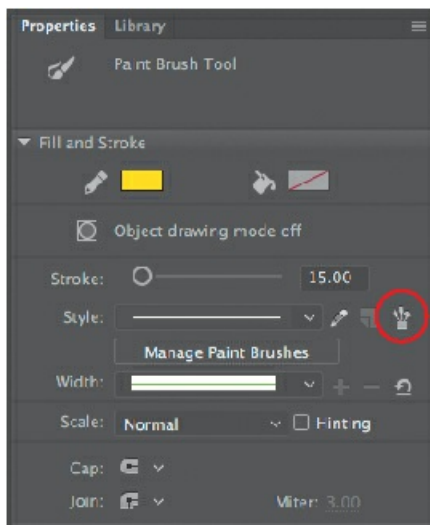 Properties Library
Paint Brush Tool
Fill and Stroke
Object drawing mode off
Stroke: 15.00
Style:
Manage Paint Brushes
Width:
Scale: Normal Hinting
Cap:
Join: Miter: 3.00